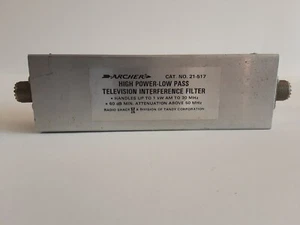 ARCHER CAT. NO. 21-517
HIGH POWER-LOW PASS
TELEVISION INTERFERENCE FILTER
• HANDLES UP TO 1 kW AM TO 30 MHz
• 60 dB MIN. ATTENUATION ABOVE 50 MHz
RADIO SHACK A DIVISION OF TANDY CORPORATION